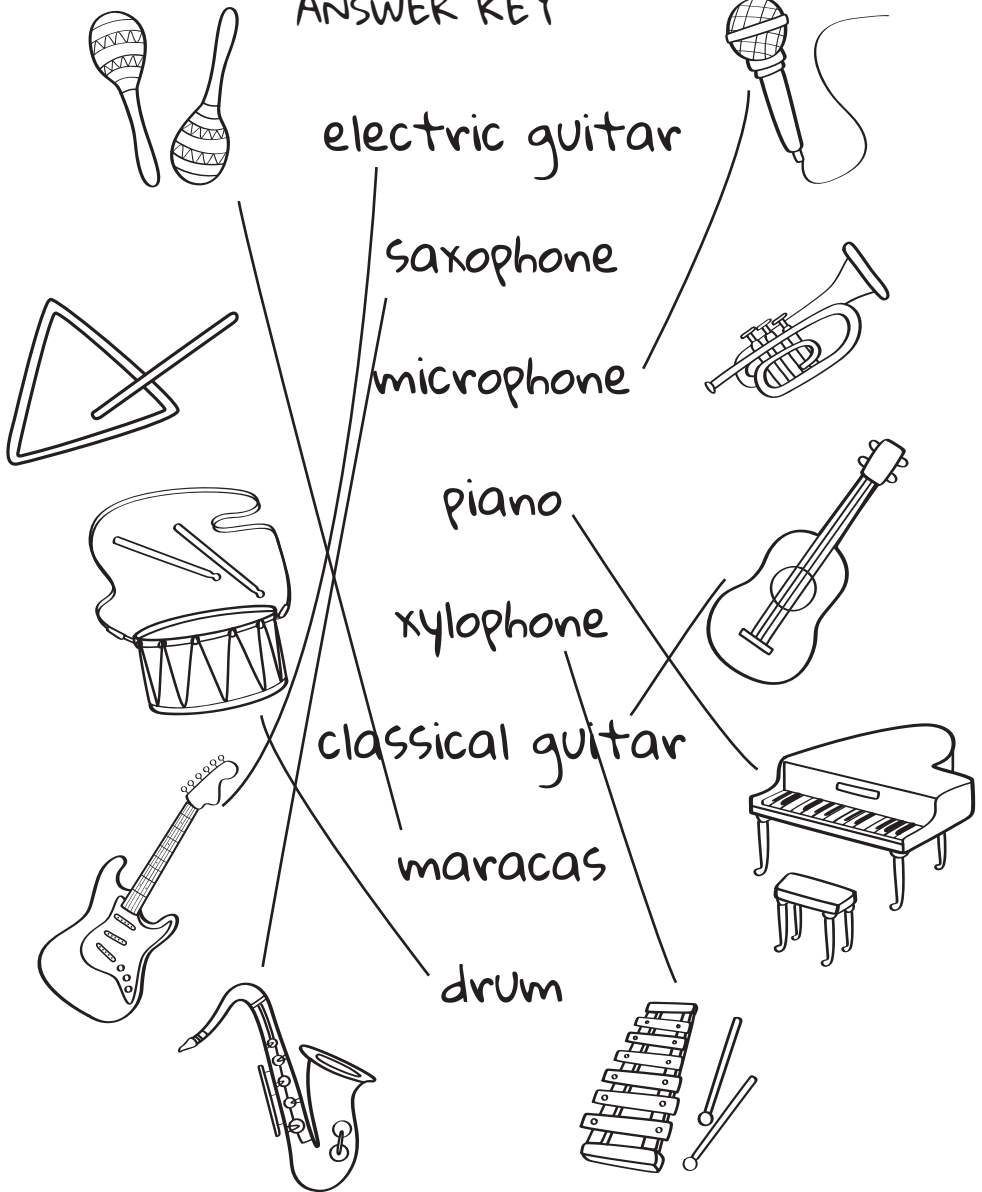 ANSWER KEY
electric guitar
saxophone
microphone
piano
xylophone
classical guitar
maracas
drum